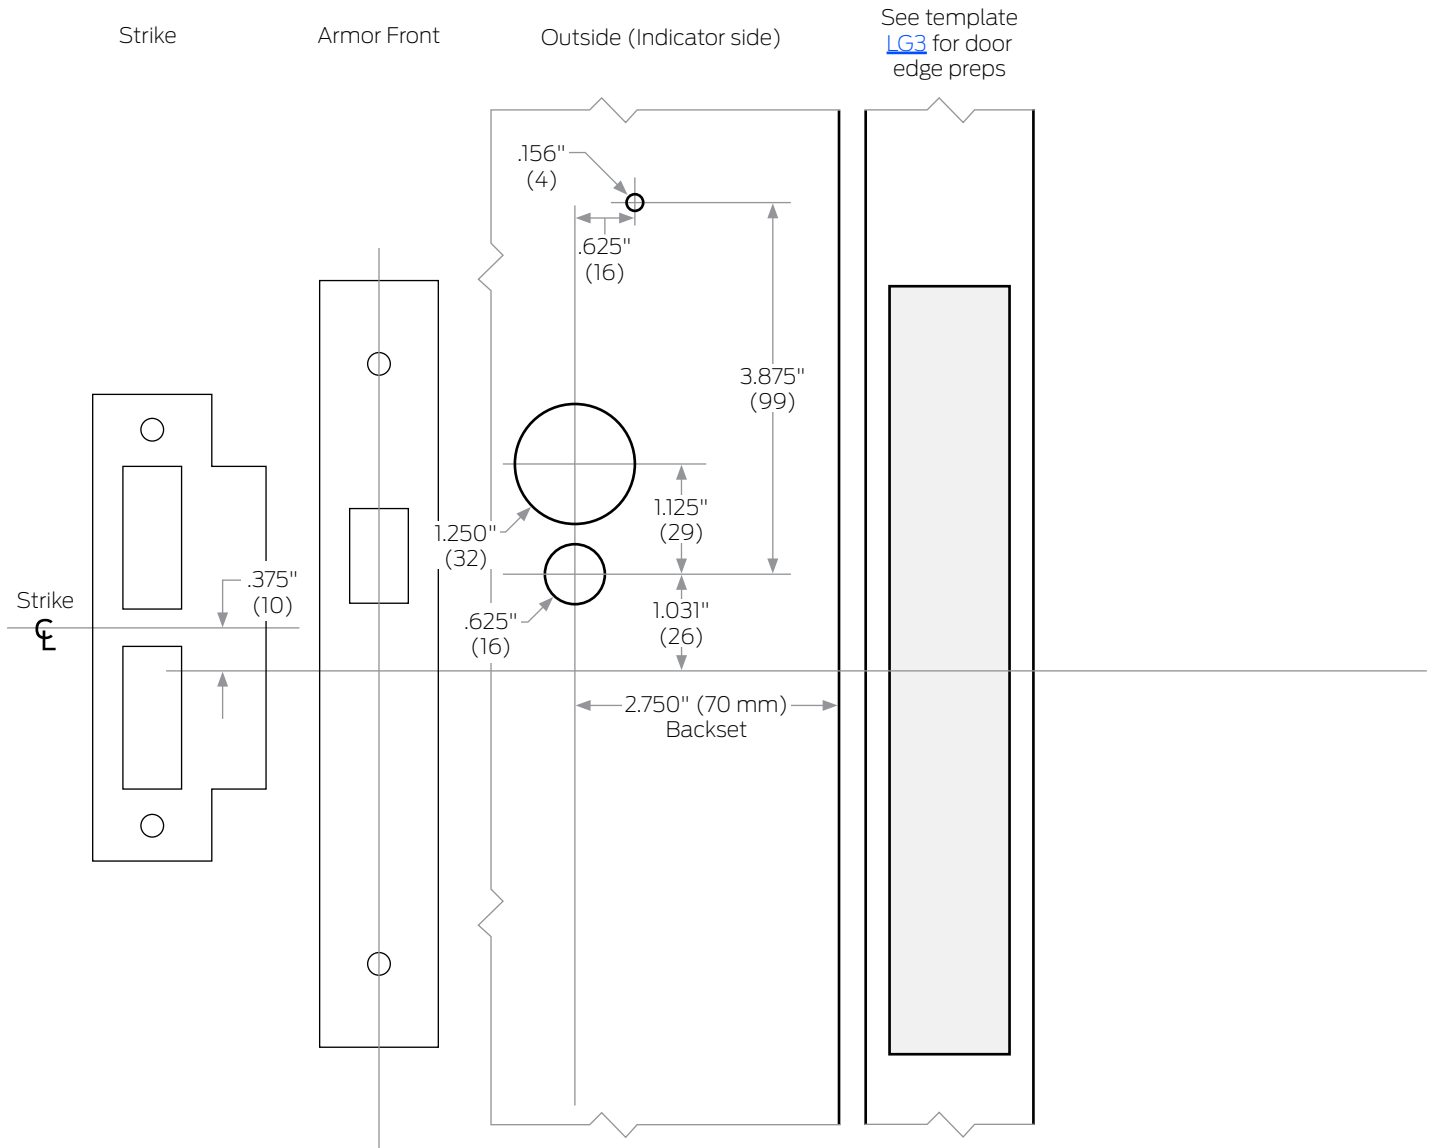 Strike
Armor Front
Outside (Indicator side)
See template
LG3 for door
edge preps
.156"
(4)
.625"
(16)
3.875"
(99)
1.125"
(29)
1.250"
(32)
.375"
(10)
Strike
℄
.625"
(16)
1.031"
(26)
2.750" (70 mm)
Backset